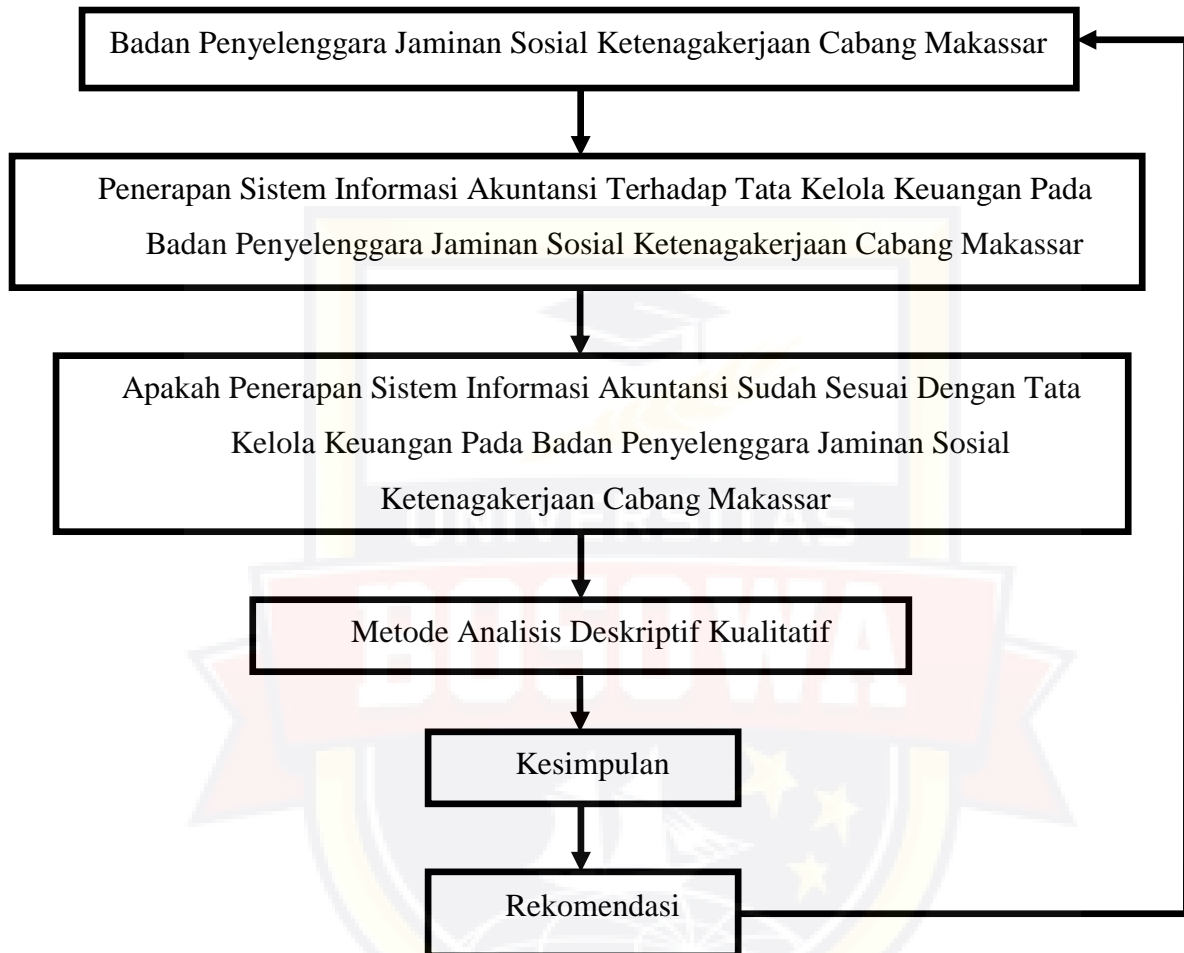 Badan Penyelenggara Jaminan Sosial Ketenagakerjaan Cabang Makassar
Penerapan Sistem Informasi Akuntansi Terhadap Tata Kelola Keuangan Pada
Badan Penyelenggara Jaminan Sosial Ketenagakerjaan Cabang Makassar
Apakah Penerapan Sistem Informasi Akuntansi Sudah Sesuai Dengan Tata
Kelola Keuangan Pada Badan Penyelenggara Jaminan Sosial
Ketenagakerjaan Cabang Makassar
UNIVERSITAS
Metode Analisis Deskriptif Kualitatif
BOSOWA
Kesimpulan
Rekomendasi